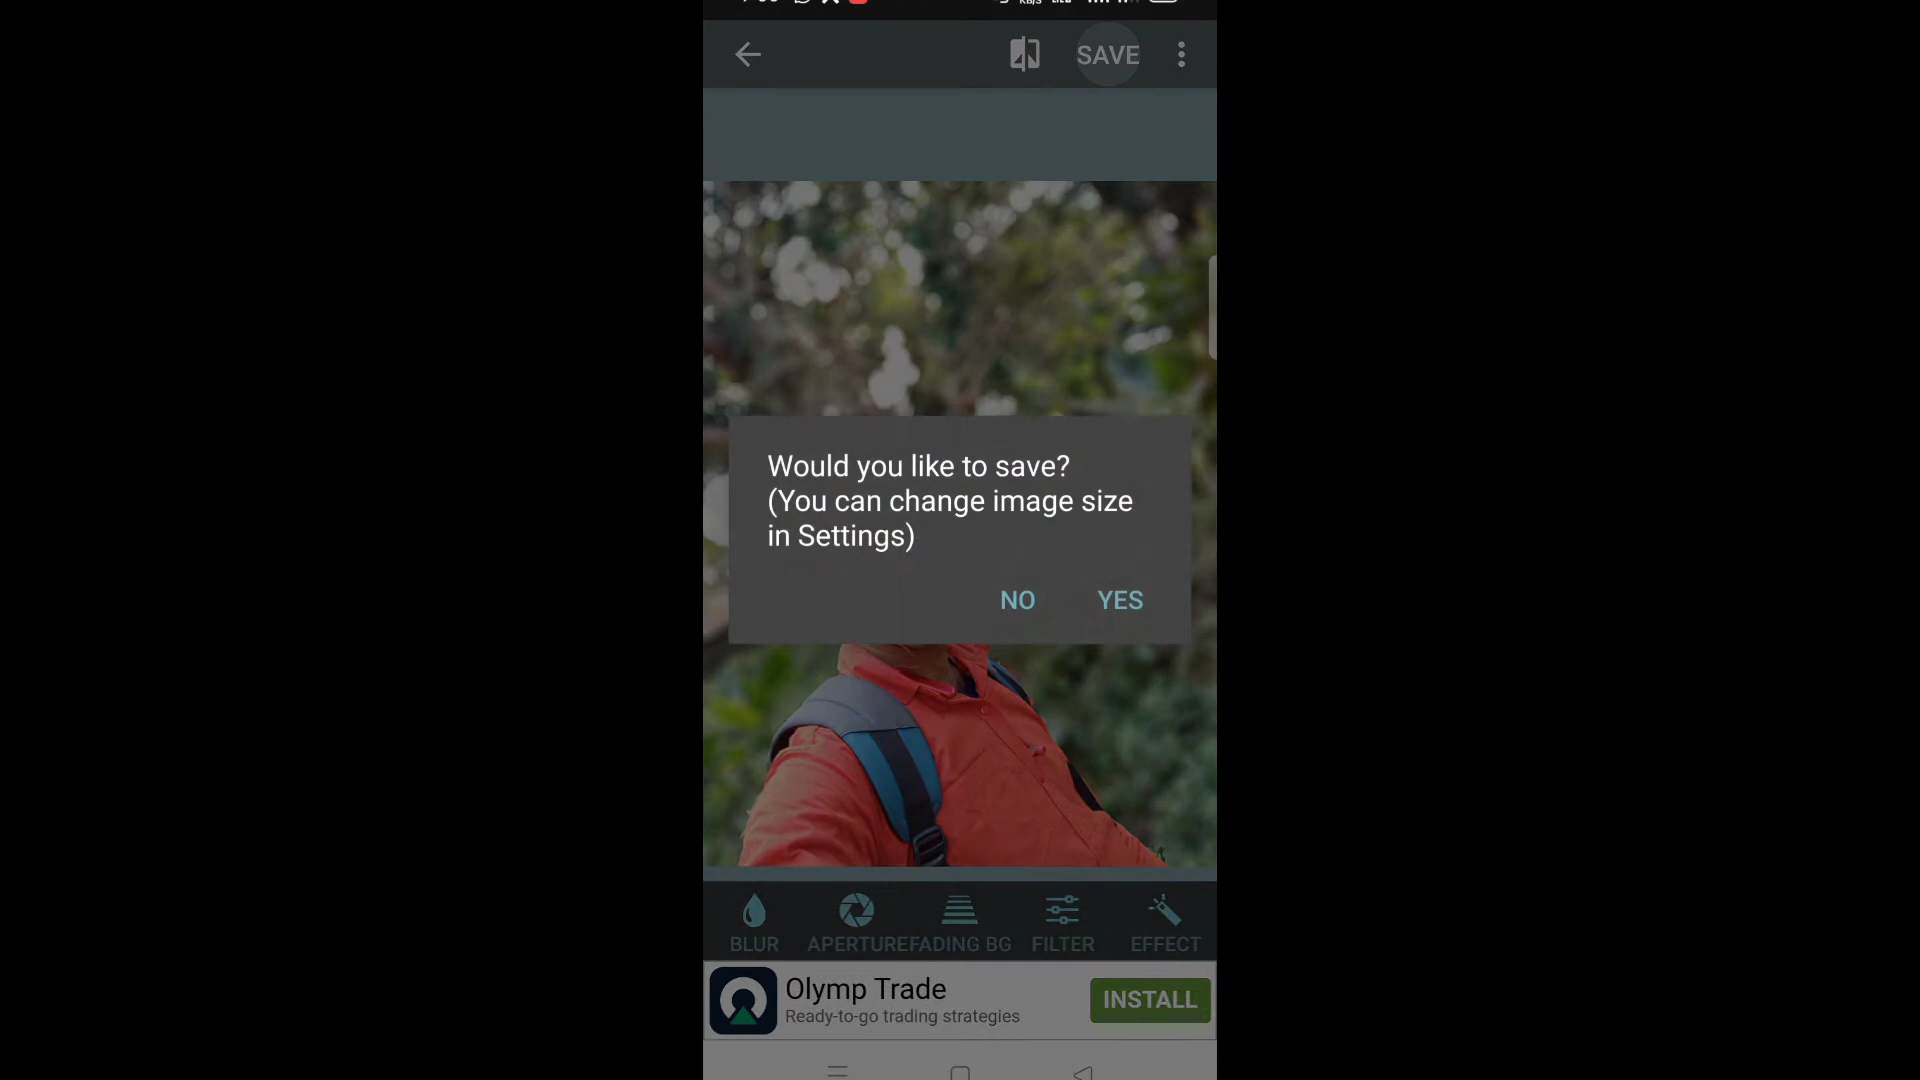 SAVE
Would you like to save?
(You can change image size
in Settings)
NO YES
BLUR APERTURE FADING BG FILTER EFFECT
Olymp Trade
Ready-to-go trading strategies
INSTALL